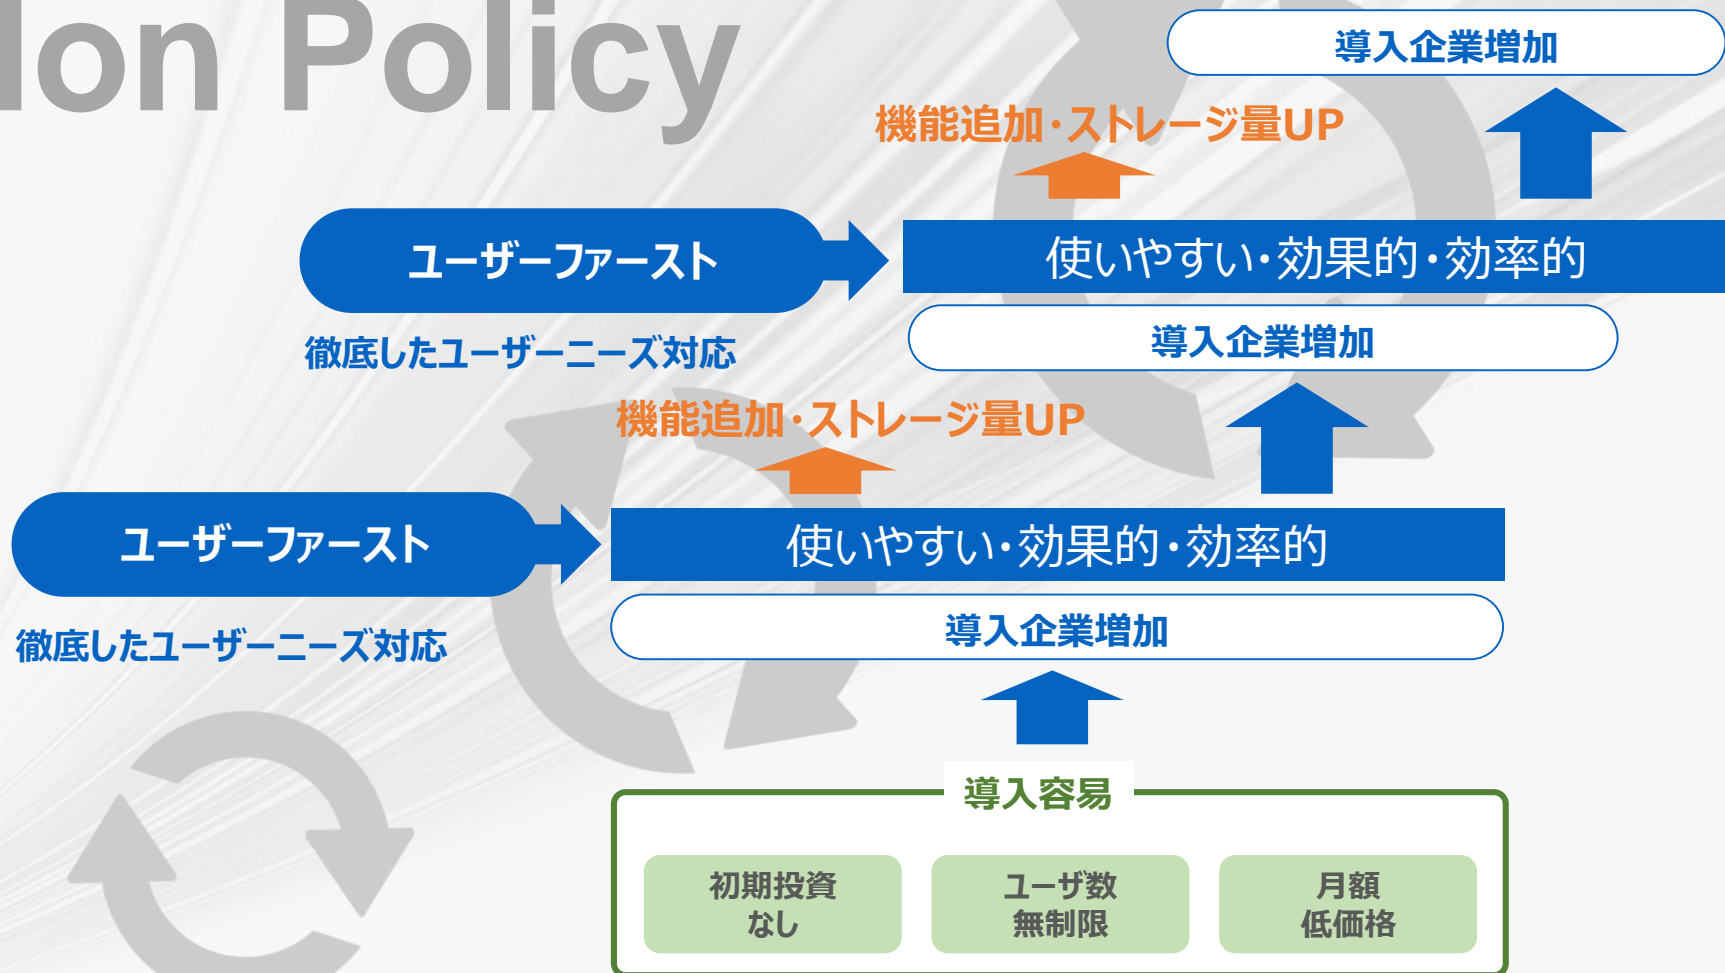 ion Policy
導入企業増加
機能追加・ストレージ量UP
ユーザーファースト
使いやすい・効果的・効率的
徹底したユーザーニーズ対応
導入企業増加
機能追加・ストレージ量UP
ユーザーファースト
使いやすい・効果的・効率的
徹底したユーザーニーズ対応
導入企業増加
導入容易
初期投資
なし
ユーザ数
無制限
月額
低価格